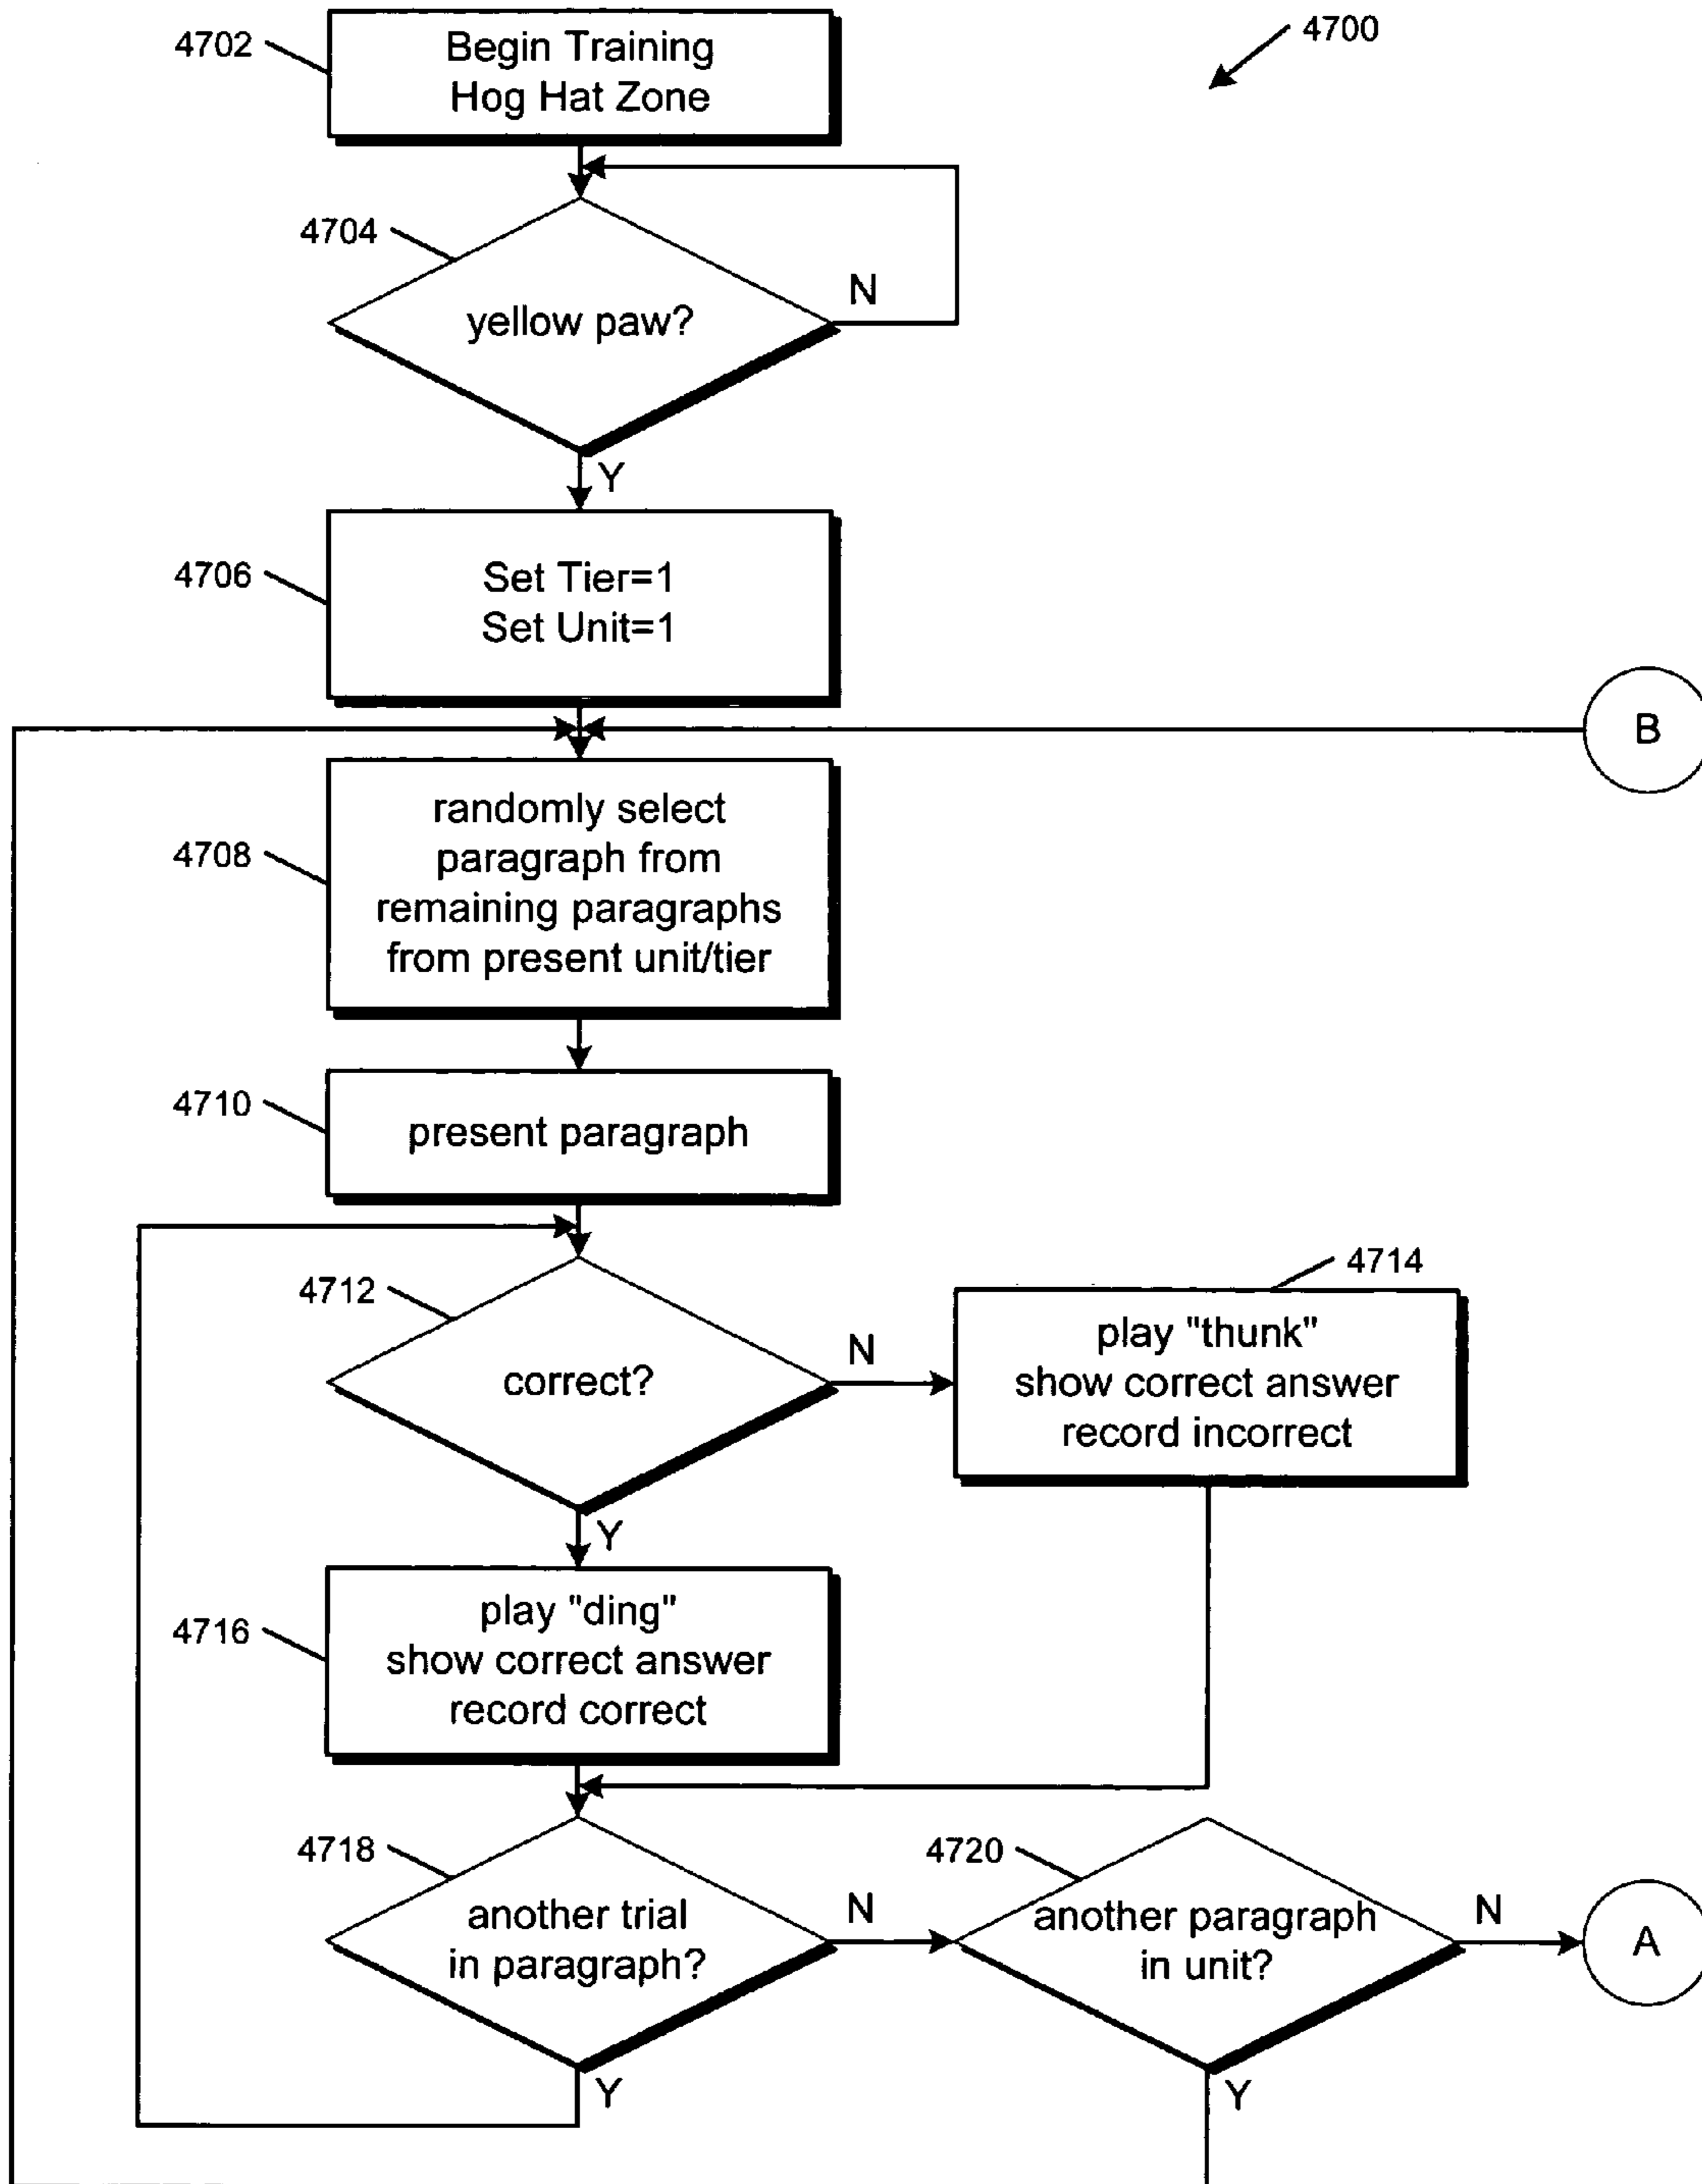 4700
4702
Begin Training
Hog Hat Zone
4704
yellow paw?
N
Y
4706
Set Tier=1
Set Unit=1
B
4708
randomly select
paragraph from
remaining paragraphs
from present unit/tier
4710
present paragraph
4712
correct?
N
Y
4714
play "thunk"
show correct answer
record incorrect
4716
play "ding"
show correct answer
record correct
4718
another trial
in paragraph?
N
Y
4720
another paragraph
in unit?
N
Y
A